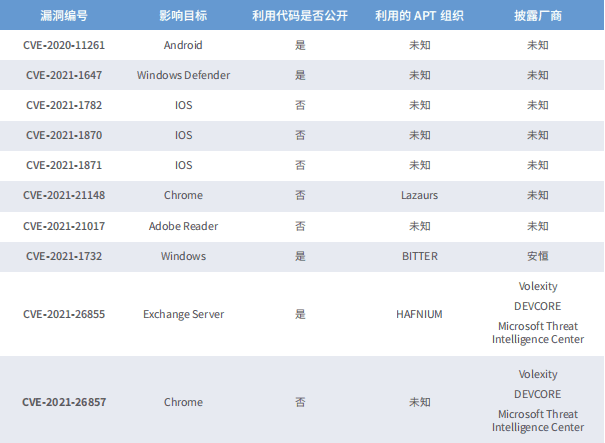 漏洞编号 影响目标 利用代码是否公开 利用的 APT 组织 披露厂商
CVE-2020-11261 Android 是 未知 未知
CVE-2021-1647 Windows Defender 是 未知 未知
CVE-2021-1782 IOS 否 未知 未知
CVE-2021-1870 IOS 否 未知 未知
CVE-2021-1871 IOS 否 未知 未知
CVE-2021-21148 Chrome 否 Lazaurs 未知
CVE-2021-21017 Adobe Reader 否 未知 未知
CVE-2021-1732 Windows 是 BITTER 安恒
Volexity
DEVCORE
CVE-2021-26855 Exchange Server 是 HAFNIUM
Microsoft Threat
Intelligence Center
Volexity
DEVCORE
CVE-2021-26857 Chrome 否 未知
Microsoft Threat
Intelligence Center